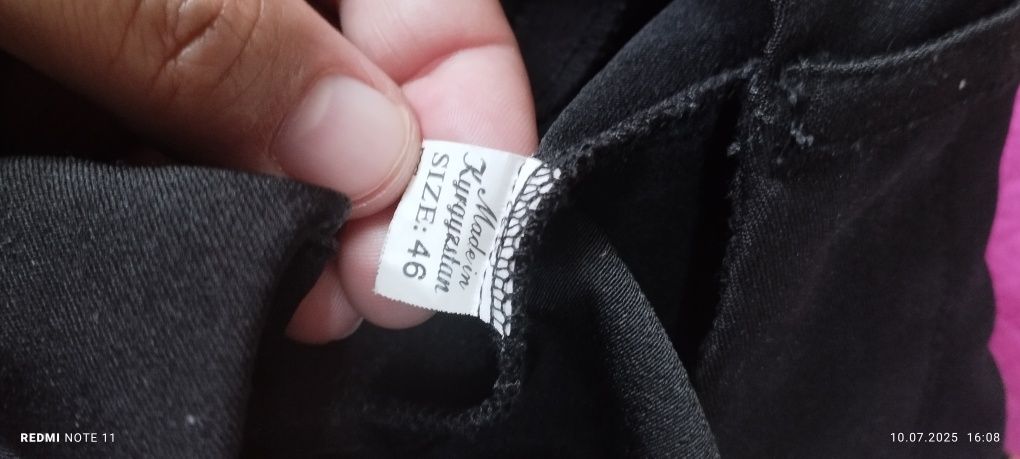 Made in
Kyrgyzstan
SIZE: 46
REDMI NOTE 11
10.07.2025 16:08